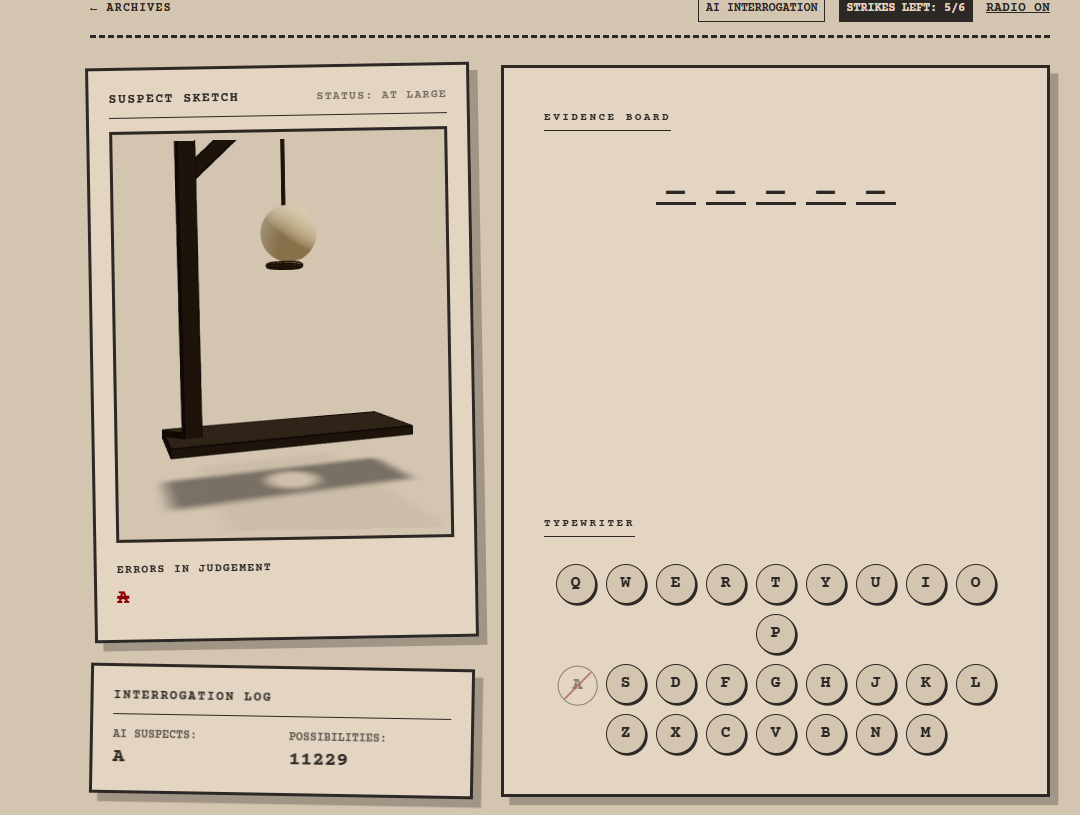 ← ARCHIVES
AI INTERROGATION
STRIKES LEFT: 5/6
RADIO ON
SUSPECT SKETCH
STATUS: AT LARGE
ERRORS IN JUDGEMENT
A
INTERROGATION LOG
AI SUSPECTS:
A
POSSIBILITIES:
11229
EVIDENCE BOARD
_ _ _ _ _
TYPEWRITER
Q W E R T Y U I O
P
A S D F G H J K L
Z X C V B N M